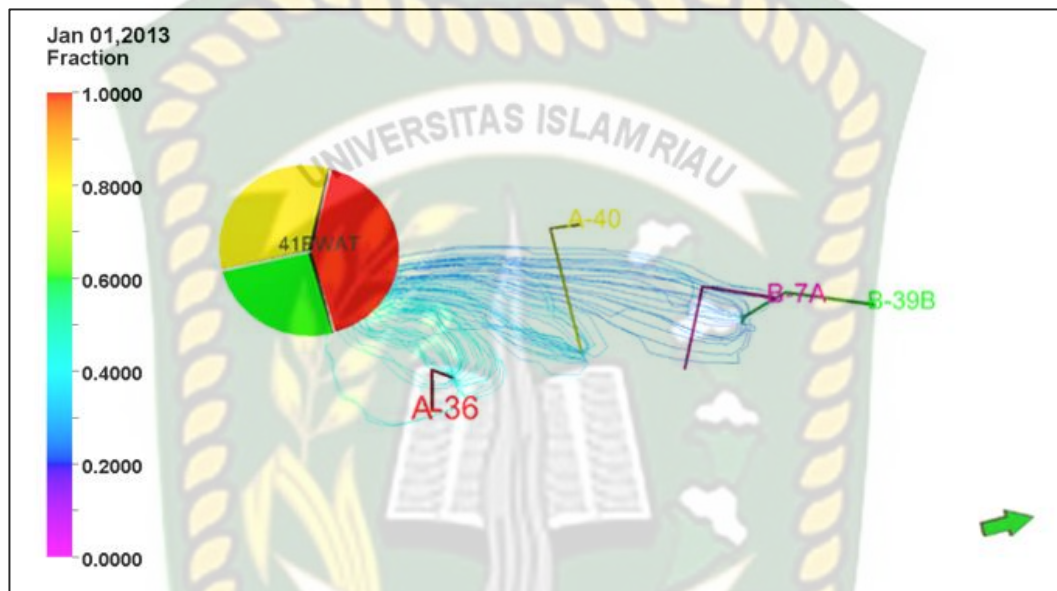 Jan 01,2013
Fraction
1.0000
0.8000
0.6000
0.4000
0.2000
0.0000
UNIVERSITAS ISLAM RIAU
A-40
B-7A
B-39B
A-36